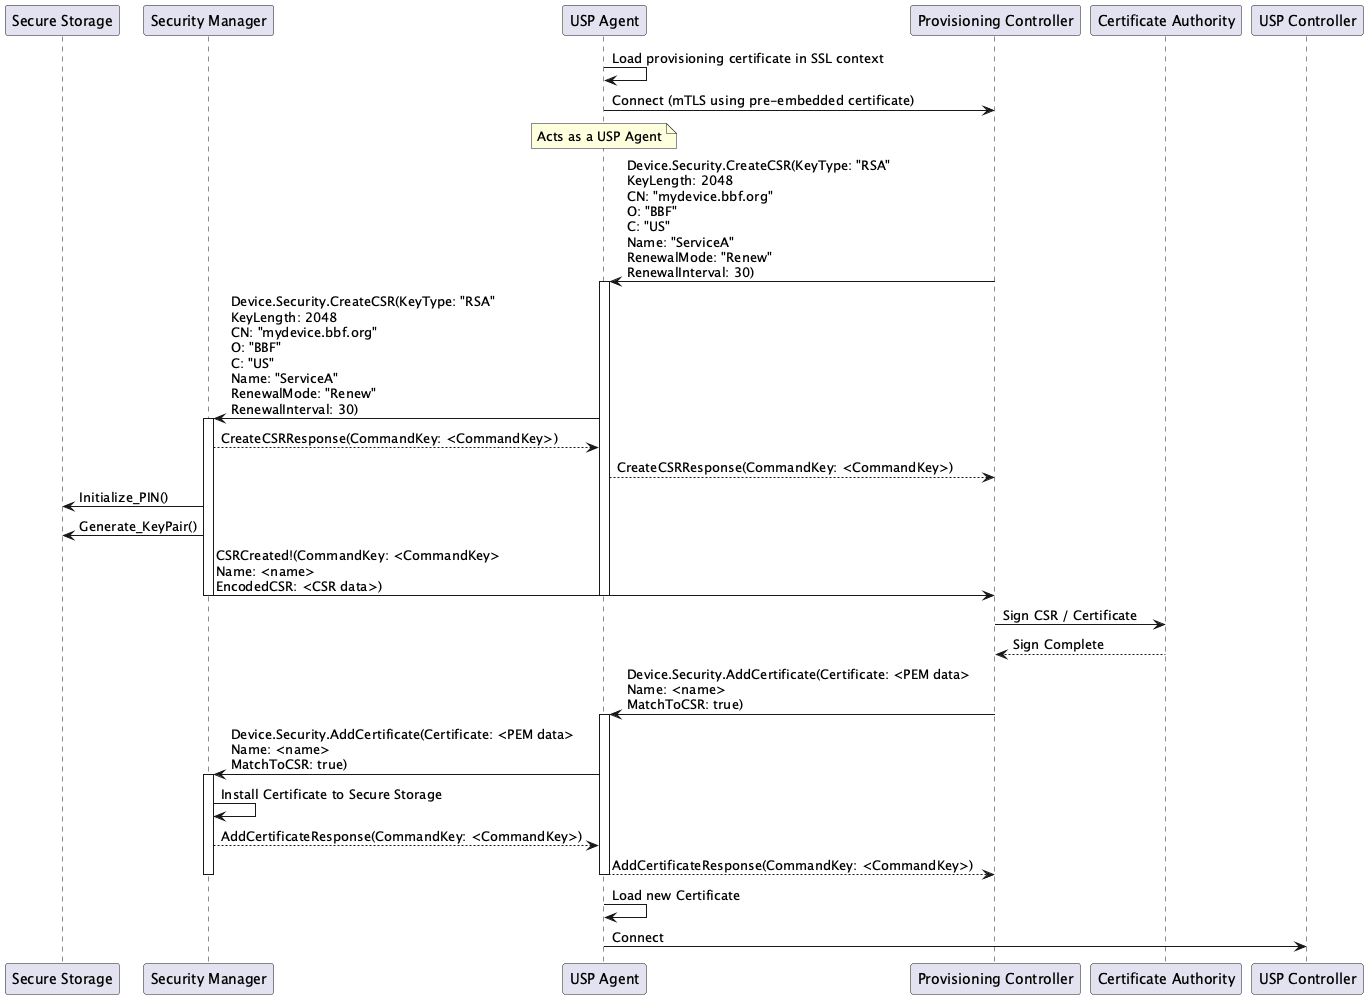 Secure Storage
Security Manager
USP Agent
Provisioning Controller
Certificate Authority
USP Controller
Load provisioning certificate in SSL context
Connect (mTLS using pre-embedded certificate)
Acts as a USP Agent
Device.Security.CreateCSR(KeyType: "RSA"
KeyLength: 2048
CN: "mydevice.bbf.org"
O: "BBF"
C: "US"
Name: "ServiceA"
RenewalMode: "Renew"
RenewalInterval: 30)
Device.Security.CreateCSR(KeyType: "RSA"
KeyLength: 2048
CN: "mydevice.bbf.org"
O: "BBF"
C: "US"
Name: "ServiceA"
RenewalMode: "Renew"
RenewalInterval: 30)
CreateCSRResponse(CommandKey: <CommandKey>)
CreateCSRResponse(CommandKey: <CommandKey>)
Initialize_PIN()
Generate_KeyPair()
CSRCreated!(CommandKey: <CommandKey>
Name: <name>
EncodedCSR: <CSR data>)
Sign CSR / Certificate
Sign Complete
Device.Security.AddCertificate(Certificate: <PEM data>
Name: <name>
MatchToCSR: true)
Device.Security.AddCertificate(Certificate: <PEM data>
Name: <name>
MatchToCSR: true)
Install Certificate to Secure Storage
AddCertificateResponse(CommandKey: <CommandKey>)
AddCertificateResponse(CommandKey: <CommandKey>)
Load new Certificate
Connect
Secure Storage
Security Manager
USP Agent
Provisioning Controller
Certificate Authority
USP Controller